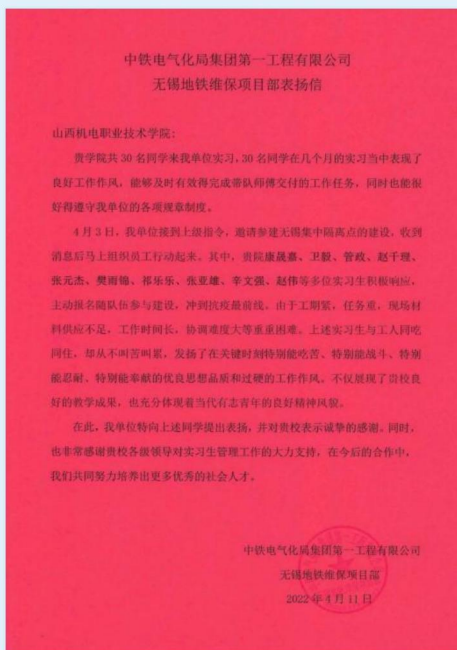 中铁电气化局集团第一工程有限公司
无锡地铁维保项目部表扬信
山西机电职业技术学院:
贵学院共30名同学来我单位实习,30名同学在几个月的实习当中表现了
良好工作作风,能够及时有效得完成带队师傅交付的工作任务,同时也能很
好得遵守我单位的各项规章制度。
4月3日,我单位接到上级指令,邀请参建无锡集中隔离点的建设,收到
消息后马上组织员工行动起来。其中,贵院康晟嘉、卫毅、管政、赵千理、
张元杰、樊雨锦、祁乐乐、张亚雄、辛文强、赵伟等多位实习生积极响应,
主动报名随队伍参与建设,冲到抗疫最前线。由于工期紧,任务重,现场材
料供应不足,工作时间长,协调难度大等重重困难。上述实习生与工人同吃
同住,却从不叫苦叫累,发扬了在关键时刻特别能吃苦、特别能战斗、特别
能忍耐、特别能奉献的优良思想品质和过硬的工作作风,不仅展现了贵校良
好的教学成果,也充分体现着当代有志青年的良好精神风貌。
在此,我单位特向上述同学提出表扬,并对贵校表示诚挚的感谢。同时,
也非常感谢贵校各级领导对实习生管理工作的大力支持,在今后的合作中,
我们共同努力培养出更多优秀的社会人才。
中铁电气化局集团第一工程有限公司
无锡地铁维保项目部
2022年4月11日